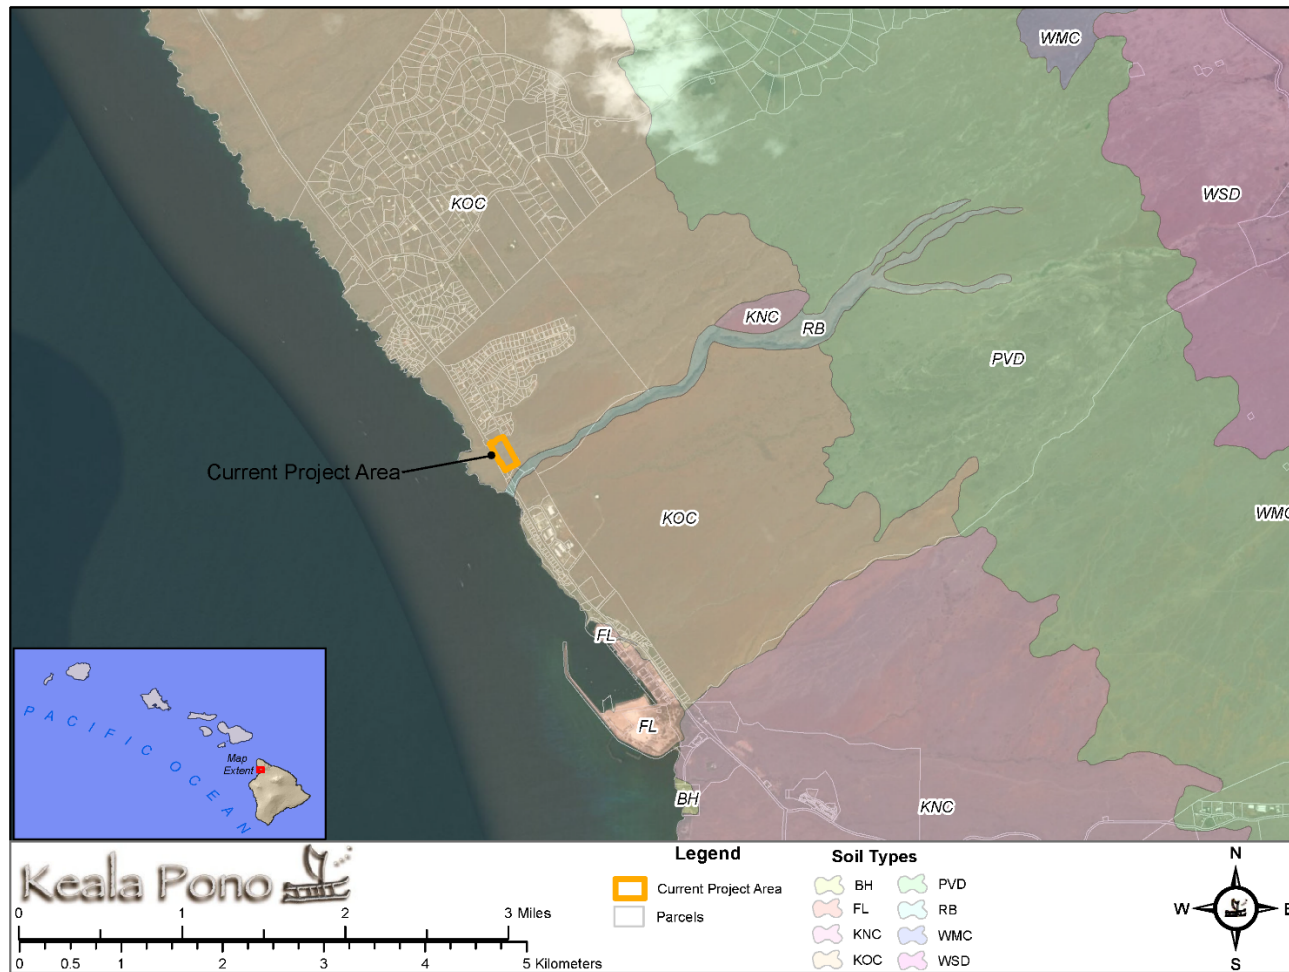 WMC
WSD
KOC
KNC
RB
PVD
Current Project Area
KOC
WMC
FL
FL
BH
KNC
PACIFIC OCEAN
Map
Extent
Keala Pono
0 1 2 3 Miles
0 0.5 1 2 3 4 5 Kilometers
Legend
Current Project Area
Parcels
Soil Types
BH
FL
KNC
KOC
PVD
RB
WMC
WSD
N
W E
S